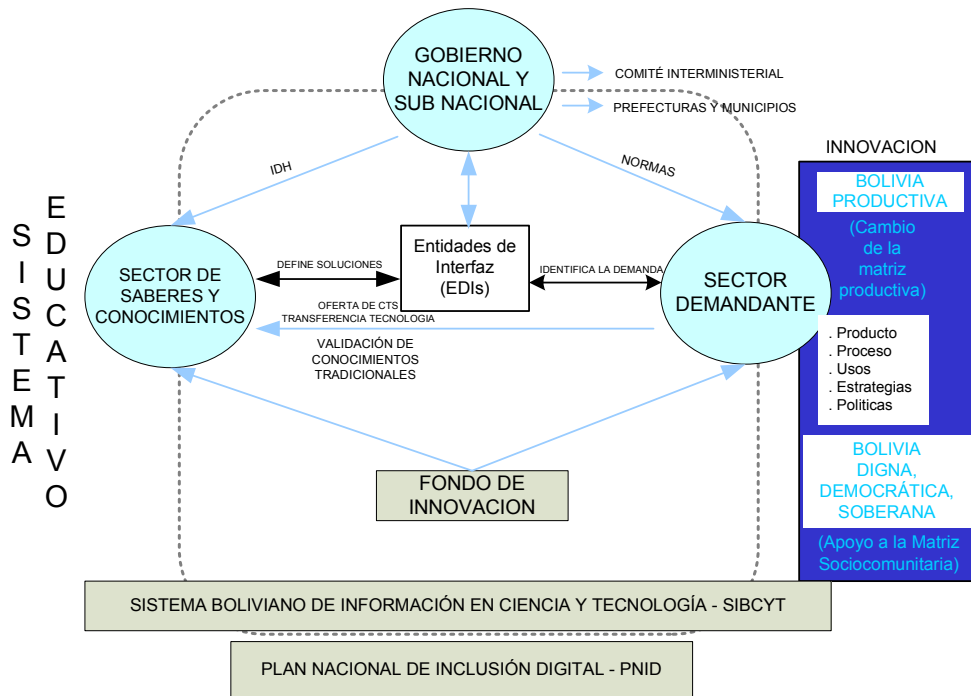 GOBIERNO
NACIONAL Y
SUB NACIONAL
COMITÉ INTERMINISTERIAL
PREFECTURAS Y MUNICIPIOS
IDH
NORMAS
SISTEMA
EDUCATIVO
SECTOR DE
SABERES Y
CONOCIMIENTOS
DEFINE SOLUCIONES
Entidades de
Interfaz
(EDIs)
IDENTIFICA LA DEMANDA
SECTOR
DEMANDANTE
OFERTA DE CTS
TRANSFERENCIA TECNOLOGIA
VALIDACIÓN DE
CONOCIMIENTOS
TRADICIONALES
FONDO DE
INNOVACION
INNOVACION
BOLIVIA
PRODUCTIVA
(Cambio
de la
matriz
productiva)
. Producto
. Proceso
. Usos
. Estrategias
. Politicas
BOLIVIA
DIGNA,
DEMOCRÁTICA,
SOBERANA
(Apoyo a la Matriz
Sociocomunitaria)
SISTEMA BOLIVIANO DE INFORMACIÓN EN CIENCIA Y TECNOLOGÍA - SIBCYT
PLAN NACIONAL DE INCLUSIÓN DIGITAL - PNID